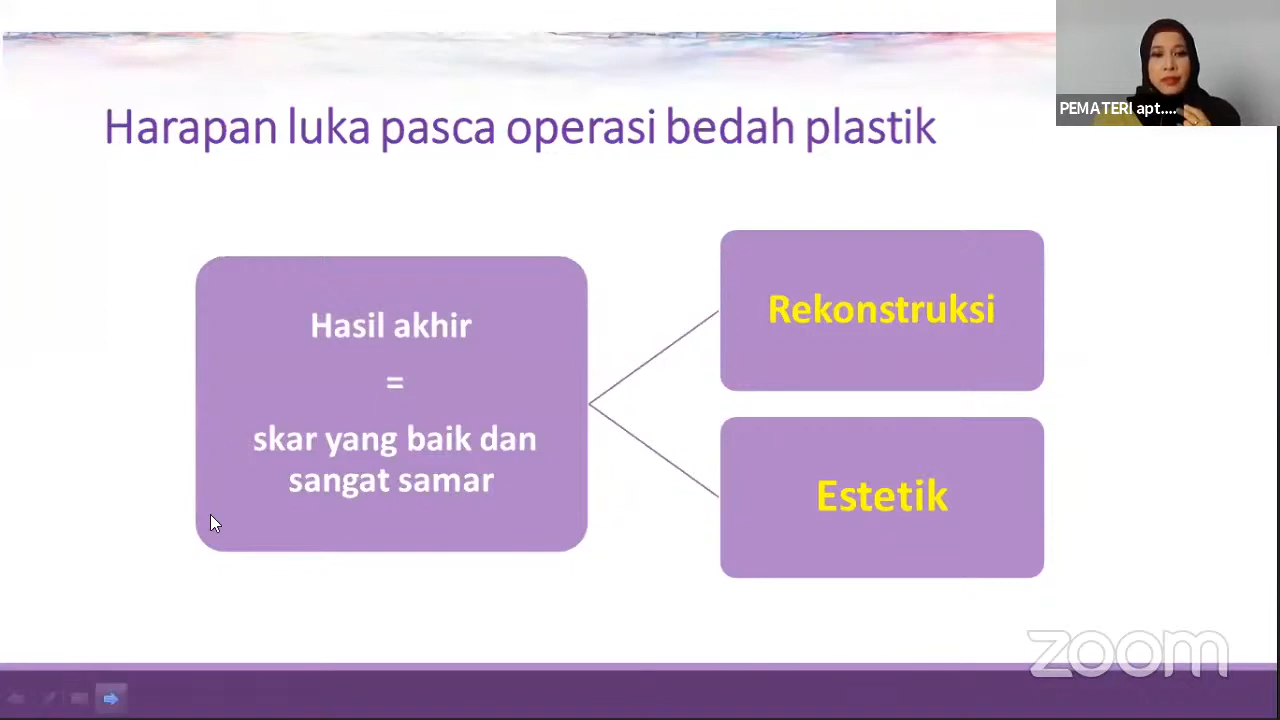 Harapan luka pasca operasi bedah plastik
PEMATERI apt....
Hasil akhir
=
skar yang baik dan
sangat samar
Rekonstruksi
Estetik
zoom